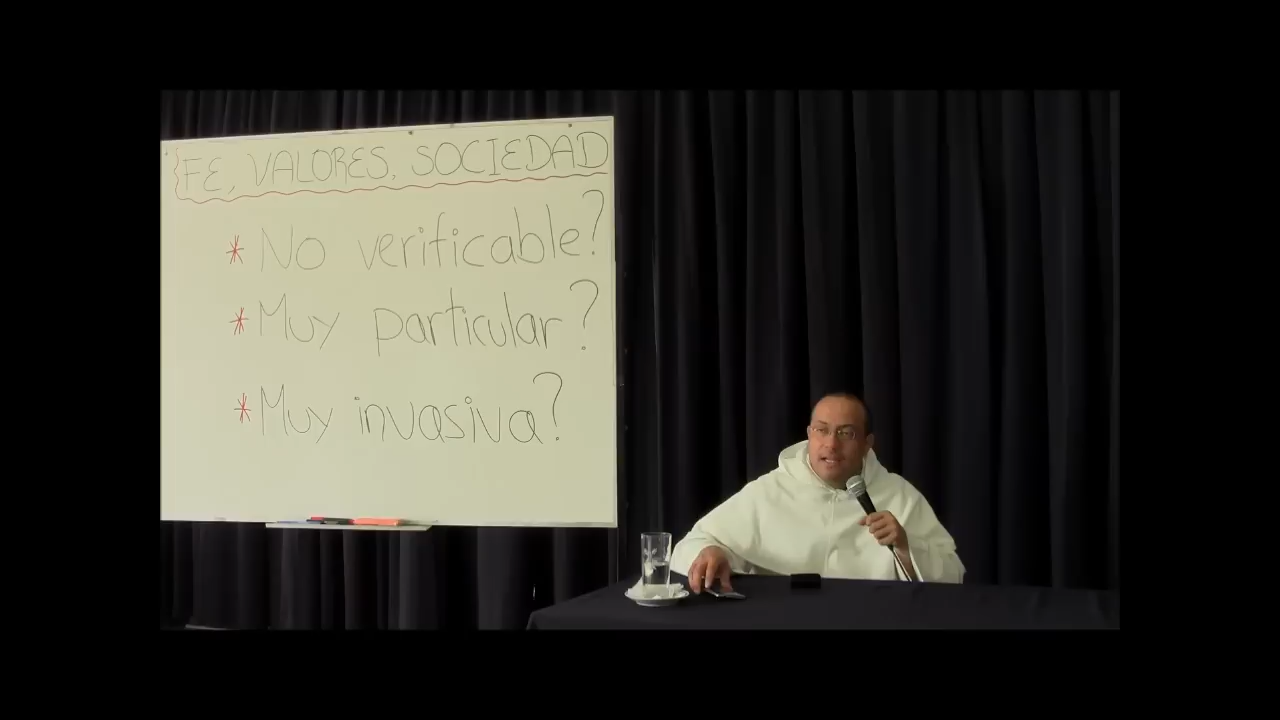 FE, VALORES, SOCIEDAD
* No verificable?
* Muy particular?
* Muy invasiva?